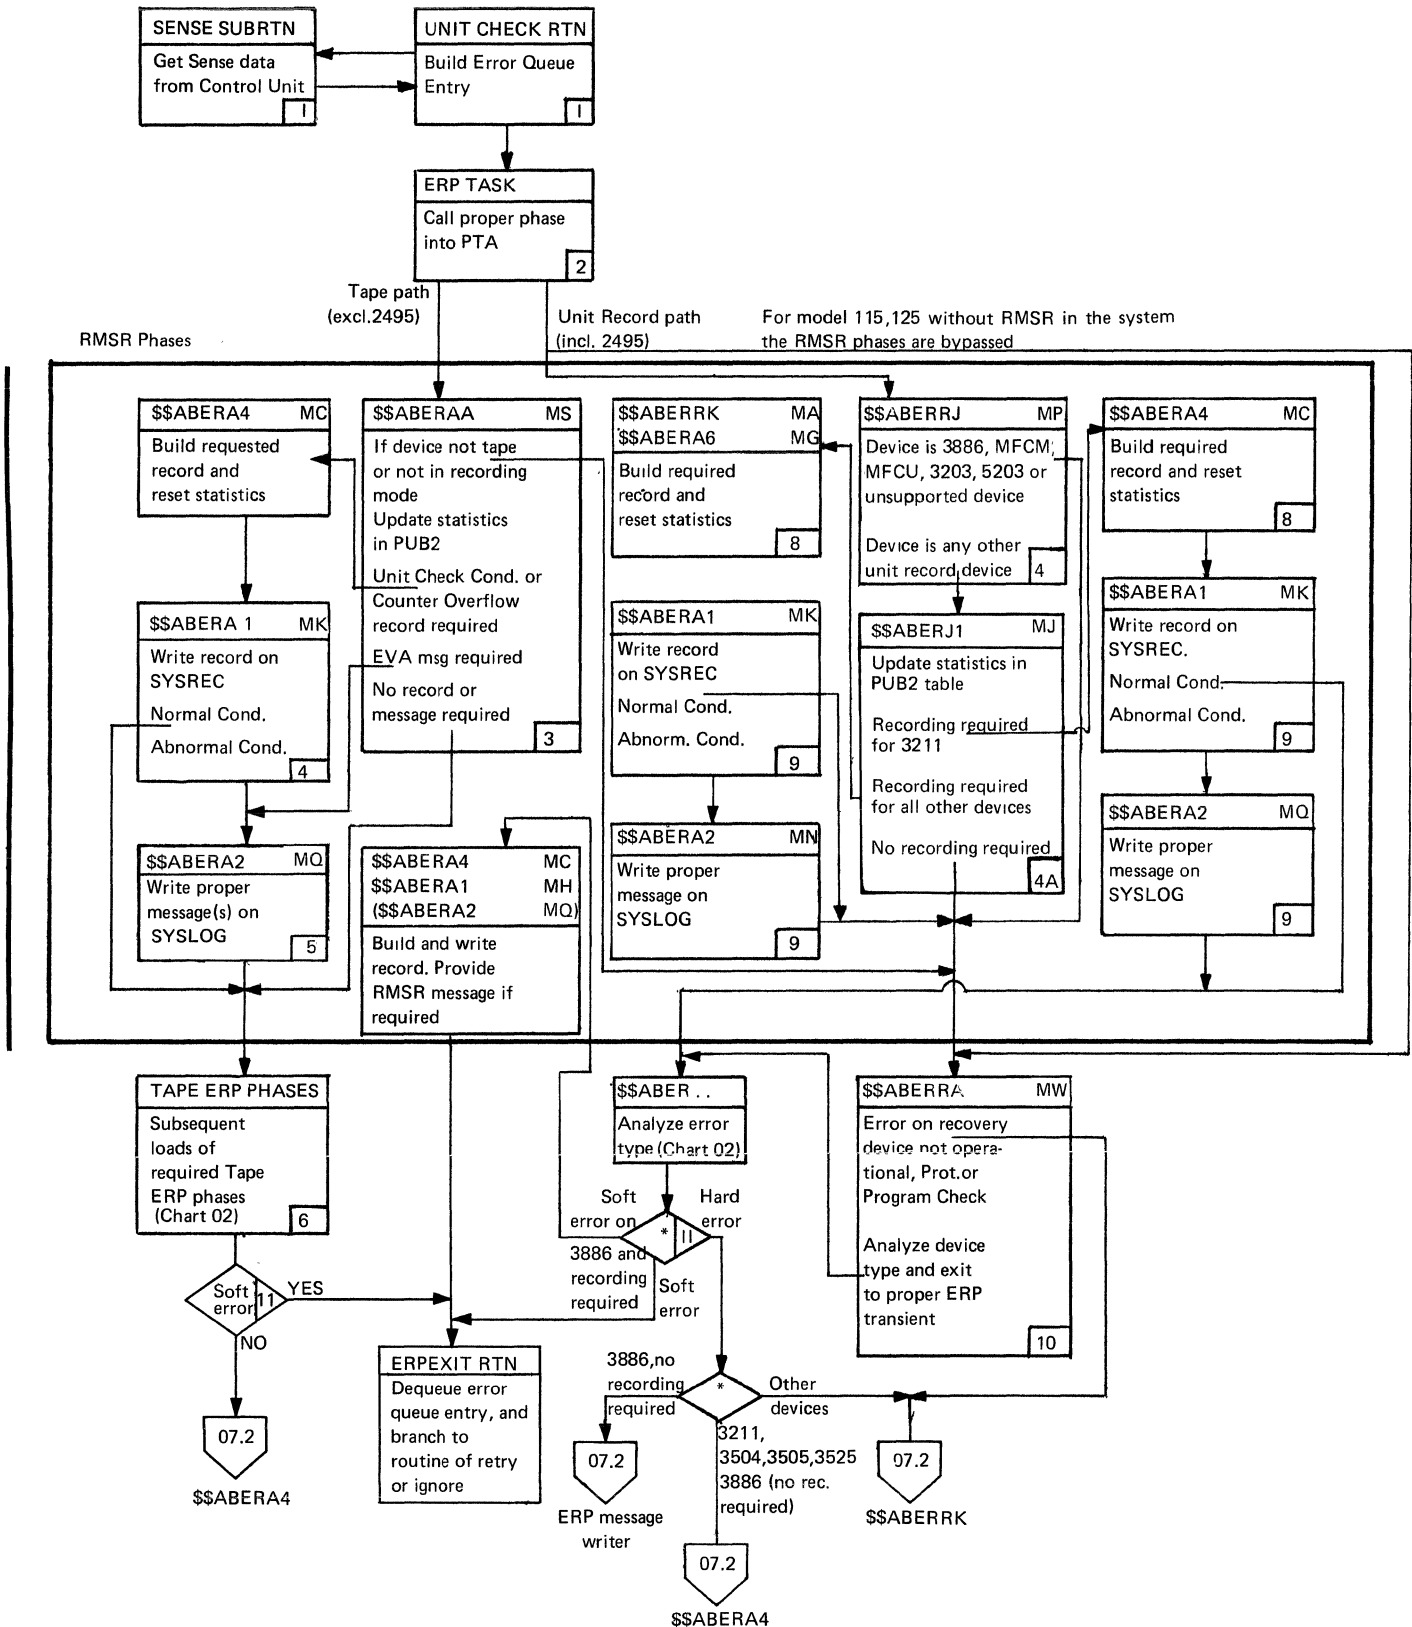 SENSE SUBRTN
Get Sense data
from Control Unit
1
UNIT CHECK RTN
Build Error Queue
Entry
1
ERP TASK
Call proper phase
into PTA
2
Tape path
(excl.2495)
Unit Record path
(incl. 2495)
For model 115,125 without RMSR in the system
the RMSR phases are bypassed
RMSR Phases
$$ABERA4 MC
Build requested
record and
reset statistics
$$ABERA 1 MK
Write record on
SYSREC
Normal Cond.
Abnormal Cond.
4
$$ABERA2 MQ
Write proper
message(s) on
SYSLOG
5
$$ABERAA MS
If device not tape
or not in recording
mode
Update statistics
in PUB2
Unit Check Cond. or
Counter Overflow
record required
EVA msg required
No record or
message required
3
$$ABERA4 MC
$$ABERA1 MH
($$ABERA2 MQ)
Build and write
record. Provide
RMSR message if
required
$$ABERRK MA
$$ABERA6 MG
Build required
record and
reset statistics
8
$$ABERA1 MK
Write record
on SYSREC
Normal Cond.
Abnorm. Cond.
9
$$ABERA2 MN
Write proper
message on
SYSLOG
9
$$ABERRJ MP
Device is 3886, MFCM,
MFCU, 3203, 5203 or
unsupported device
Device is any other
unit record device
4
$$ABERJ1 MJ
Update statistics in
PUB2 table
Recording required
for 3211
Recording required
for all other devices
No recording required
4A
$$ABERA4 MC
Build required
record and reset
statistics
8
$$ABERA1 MK
Write record on
SYSREC.
Normal Cond.
Abnormal Cond.
9
$$ABERA2 MQ
Write proper
message on
SYSLOG
9
TAPE ERP PHASES
Subsequent
loads of
required Tape
ERP phases
(Chart 02)
6
Soft
error
11
YES
NO
07.2
$$ABERA4
ERPEXIT RTN
Dequeue error
queue entry, and
branch to
routine of retry
or ignore
$$ABER . .
Analyze error
type (Chart 02)
Soft
error on
3886 and
recording
required
*
11
Hard
error
Soft
error
$$ABERRA MW
Error on recovery
device not opera-
tional, Prot.or
Program Check
Analyze device
type and exit
to proper ERP
transient
10
3886,no
recording
required
*
Other
devices
3211,
3504,3505,3525
3886 (no rec.
required)
07.2
ERP message
writer
07.2
$$ABERRK
07.2
$$ABERA4